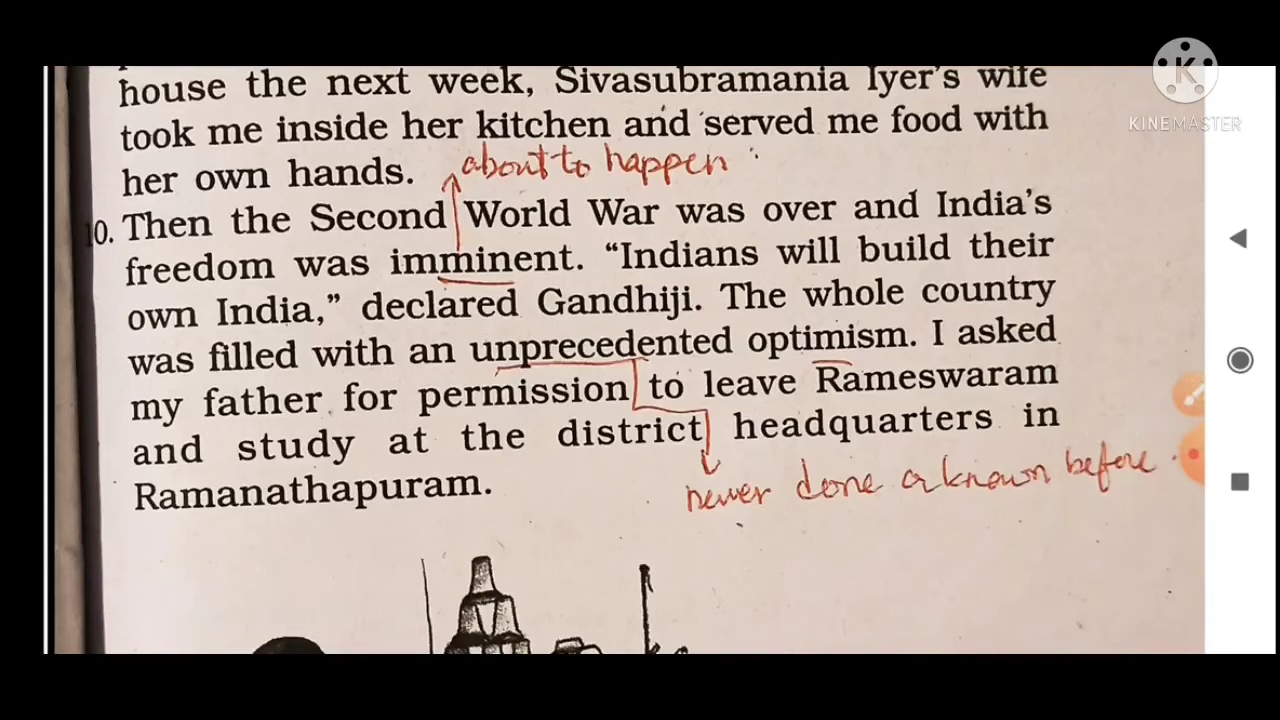 house the next week, Sivasubramania Iyer's wife
took me inside her kitchen and served me food with
her own hands.
about to happen
10. Then the Second World War was over and India's
freedom was imminent. “Indians will build their
own India,” declared Gandhiji. The whole country
was filled with an unprecedented optimism. I asked
my father for permission to leave Rameswaram
and study at the district headquarters in
Ramanathapuram.
never done or known before
K
KINEMASTER